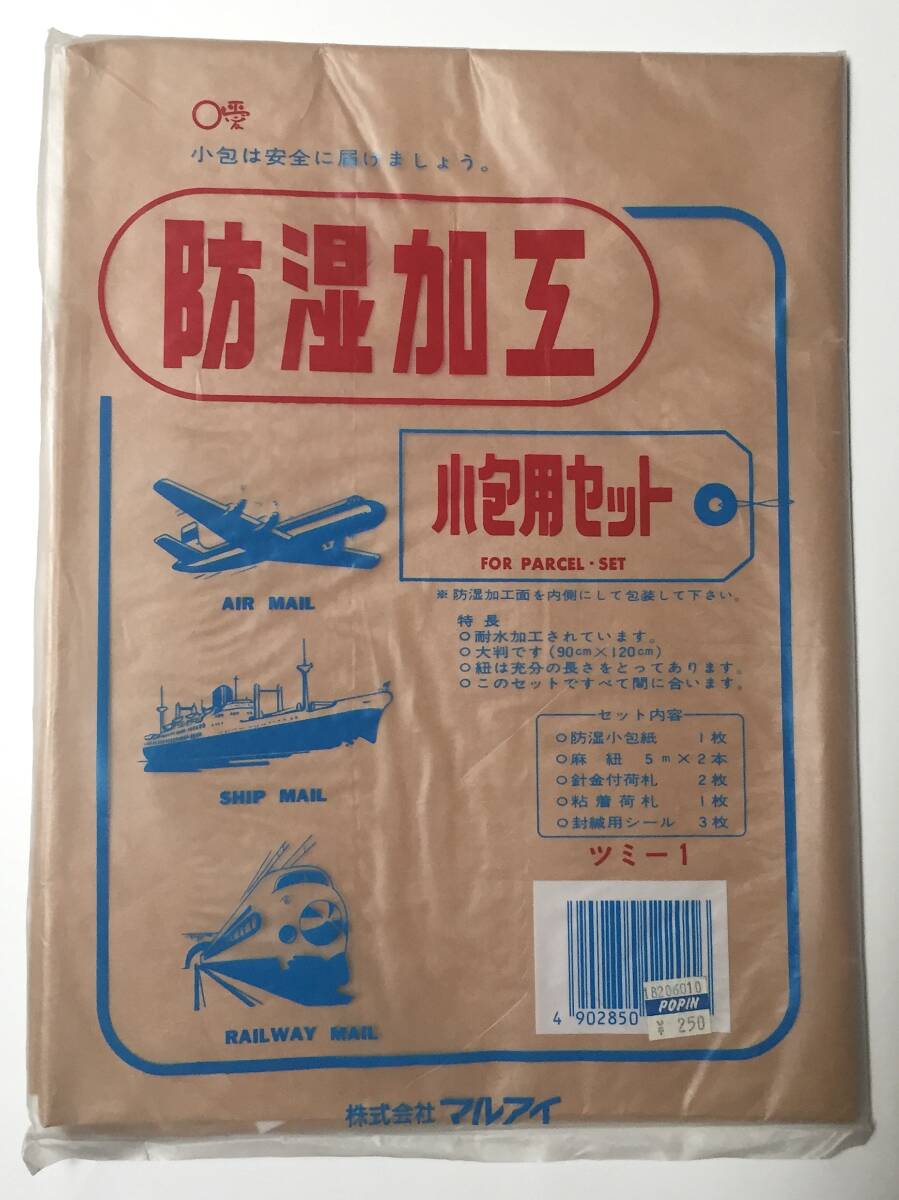 〇愛
小包は安全に届けましょう。
防湿加工
小包用セット
FOR PARCEL・SET
※防湿加工面を内側にして包装して下さい。
特長
○耐水加工されています。
○大判です(90cm×120cm)
○紐は充分の長さをとってあります。
○このセットですべて間に合います。
セット内容
○防湿小包紙 1枚
○麻紐 5m×2本
○針金付荷札 2枚
○粘着荷札 1枚
○封緘用シール 3枚
ツミー1
AIR MAIL
SHIP MAIL
RAILWAY MAIL
4 902850
1B206010
POPIN
¥ 250
株式会社 マルアイ